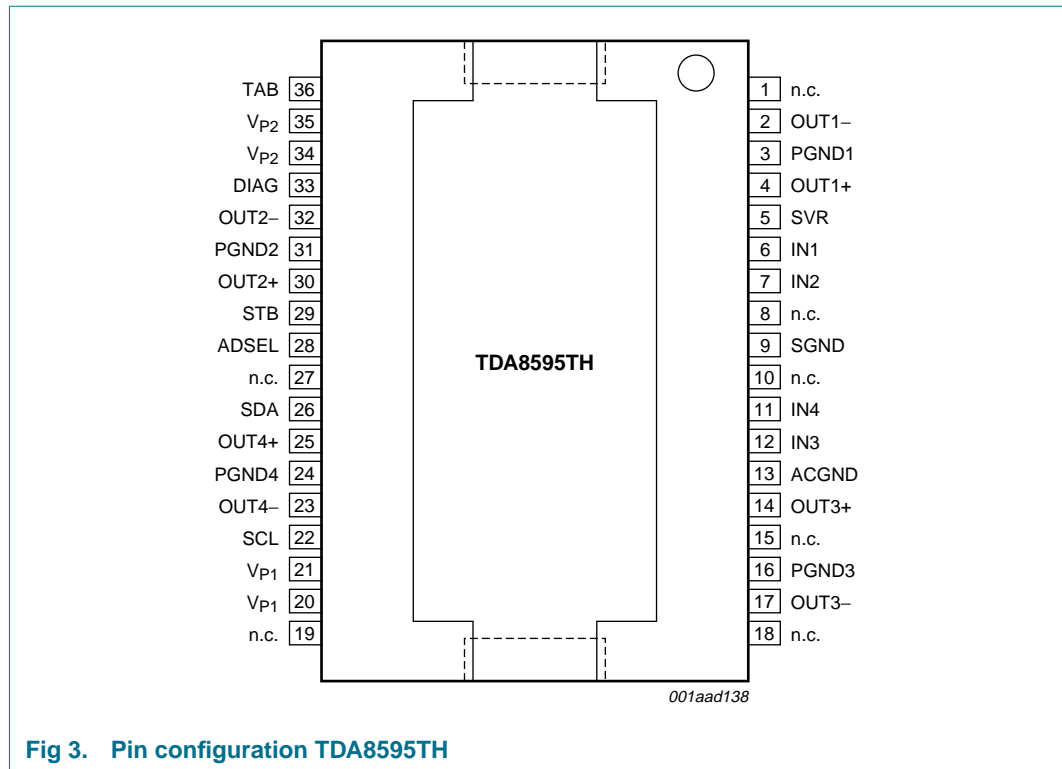 TAB 36 1 n.c.
VP2 35 2 OUT1−
VP2 34 3 PGND1
DIAG 33 4 OUT1+
OUT2− 32 5 SVR
PGND2 31 6 IN1
OUT2+ 30 7 IN2
STB 29 8 n.c.
ADSEL 28 9 SGND
TDA8595TH
n.c. 27 10 n.c.
SDA 26 11 IN4
OUT4+ 25 12 IN3
PGND4 24 13 ACGND
OUT4− 23 14 OUT3+
SCL 22 15 n.c.
VP1 21 16 PGND3
VP1 20 17 OUT3−
n.c. 19 18 n.c.
001aad138
Fig 3. Pin configuration TDA8595TH